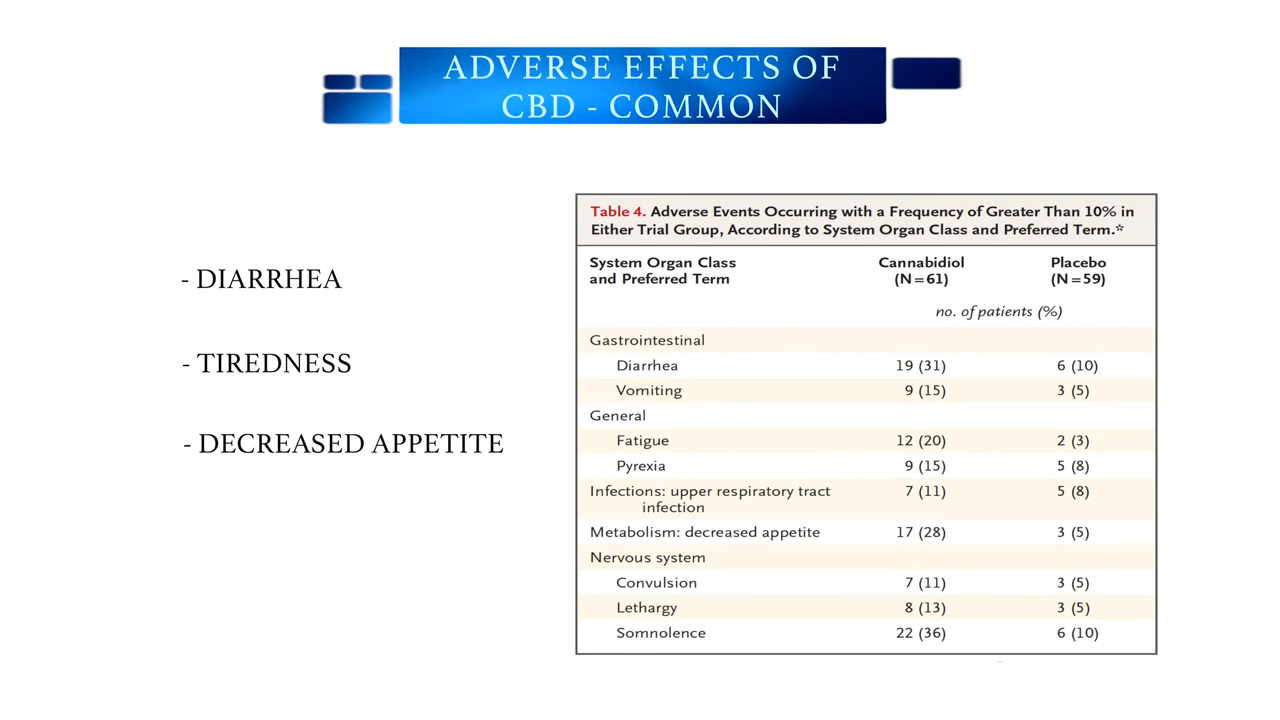 ADVERSE EFFECTS OF
CBD - COMMON
- DIARRHEA
- TIREDNESS
- DECREASED APPETITE
Table 4. Adverse Events Occurring with a Frequency of Greater Than 10% in
Either Trial Group, According to System Organ Class and Preferred Term.*
System Organ Class and Preferred Term Cannabidiol (N=61) Placebo (N=59)
no. of patients (%)
Gastrointestinal
Diarrhea 19 (31) 6 (10)
Vomiting 9 (15) 3 (5)
General
Fatigue 12 (20) 2 (3)
Pyrexia 9 (15) 5 (8)
Infections: upper respiratory tract infection 7 (11) 5 (8)
Metabolism: decreased appetite 17 (28) 3 (5)
Nervous system
Convulsion 7 (11) 3 (5)
Lethargy 8 (13) 3 (5)
Somnolence 22 (36) 6 (10)